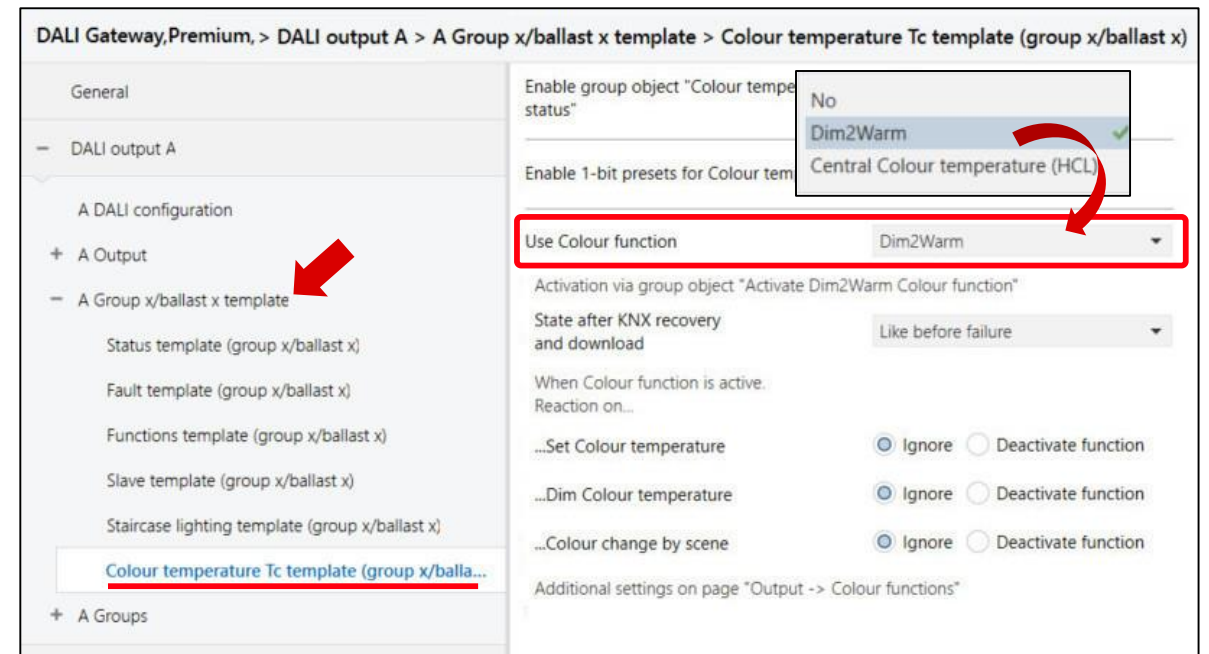 DALI Gateway,Premium, > DALI output A > A Group x/ballast x template > Colour temperature Tc template (group x/ballast x)
General
− DALI output A
A DALI configuration
+ A Output
− A Group x/ballast x template
Status template (group x/ballast x)
Fault template (group x/ballast x)
Functions template (group x/ballast x)
Slave template (group x/ballast x)
Staircase lighting template (group x/ballast x)
Colour temperature Tc template (group x/balla...
+ A Groups
Enable group object "Colour tempe
status"
No
Dim2Warm
Central Colour temperature (HCL)
Enable 1-bit presets for Colour tem
Use Colour function Dim2Warm
Activation via group object "Activate Dim2Warm Colour function"
State after KNX recovery
and download
Like before failure
When Colour function is active.
Reaction on...
...Set Colour temperature Ignore Deactivate function
...Dim Colour temperature Ignore Deactivate function
...Colour change by scene Ignore Deactivate function
Additional settings on page "Output -> Colour functions"